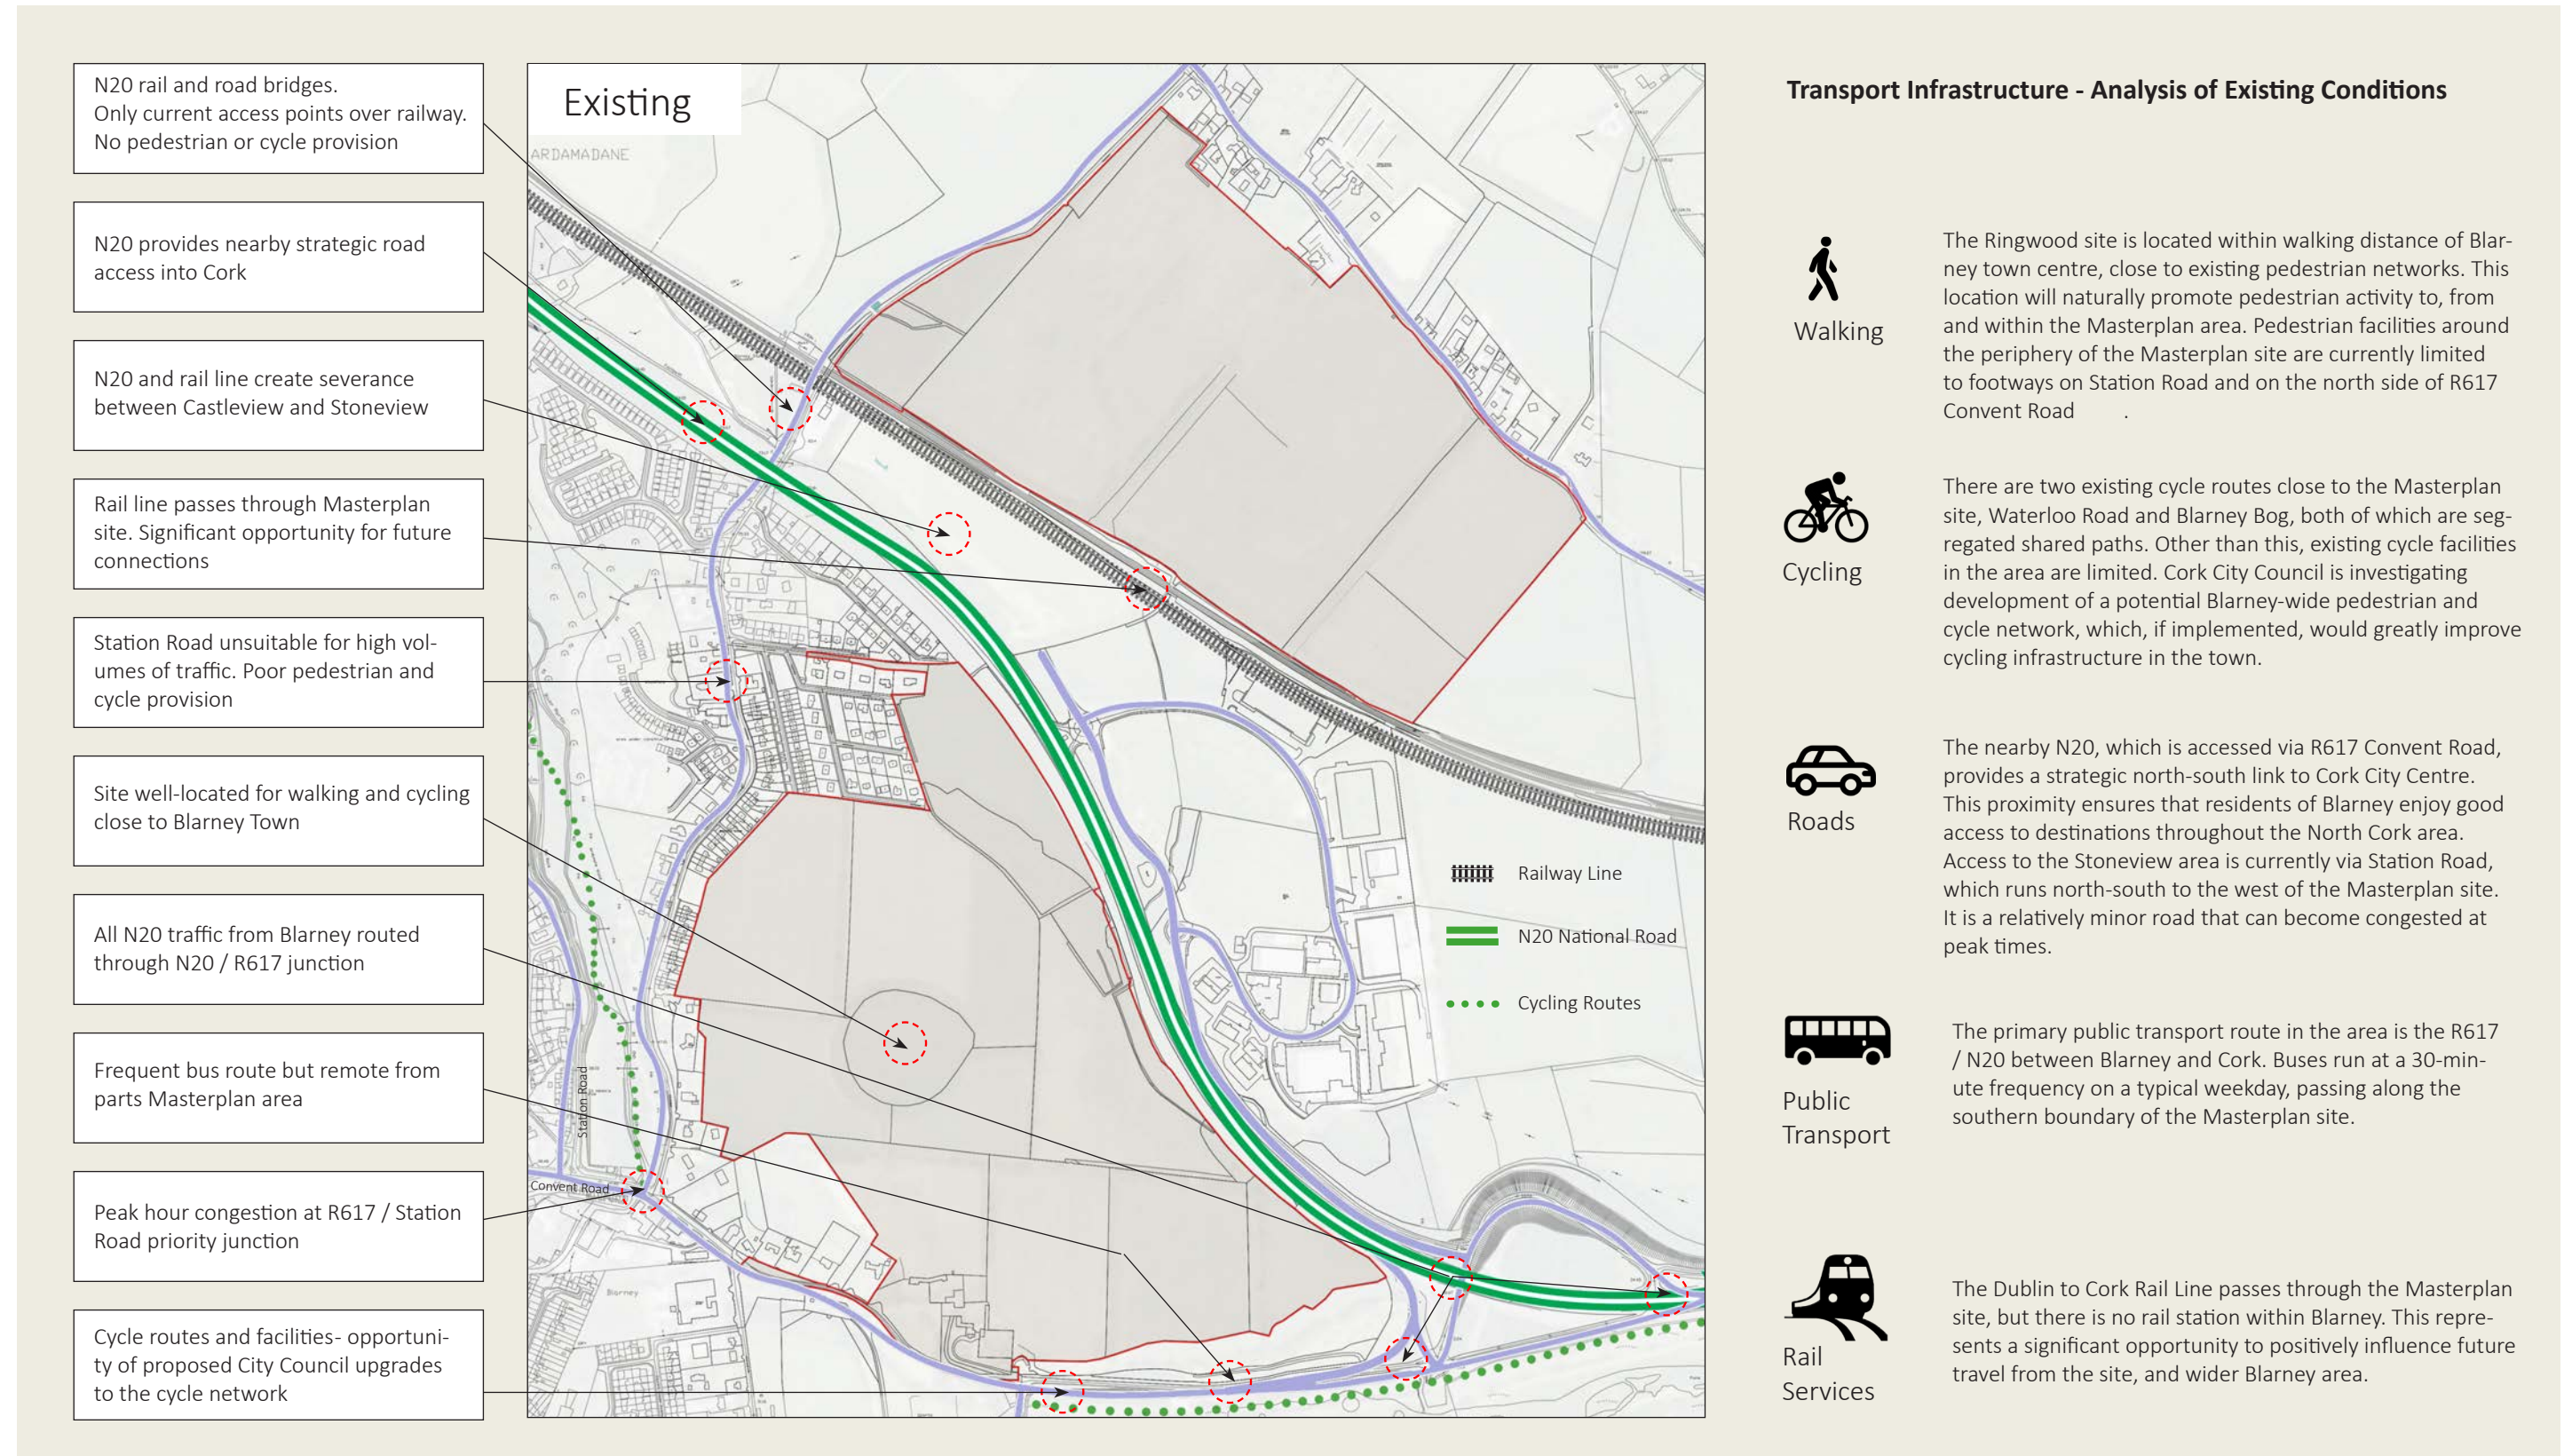 N20 rail and road bridges.
Only current access points over railway.
No pedestrian or cycle provision
N20 provides nearby strategic road
access into Cork
N20 and rail line create severance
between Castleview and Stoneview
Rail line passes through Masterplan
site. Significant opportunity for future
connections
Station Road unsuitable for high vol-
umes of traffic. Poor pedestrian and
cycle provision
Site well-located for walking and cycling
close to Blarney Town
All N20 traffic from Blarney routed
through N20 / R617 junction
Frequent bus route but remote from
parts Masterplan area
Peak hour congestion at R617 / Station
Road priority junction
Cycle routes and facilities- opportuni-
ty of proposed City Council upgrades
to the cycle network
Existing
ARDAMADANE
Station Road
Convent Road
Blarney
Railway Line
N20 National Road
Cycling Routes
Transport Infrastructure - Analysis of Existing Conditions
Walking
The Ringwood site is located within walking distance of Blar-
ney town centre, close to existing pedestrian networks. This
location will naturally promote pedestrian activity to, from
and within the Masterplan area. Pedestrian facilities around
the periphery of the Masterplan site are currently limited
to footways on Station Road and on the north side of R617
Convent Road .
Cycling
There are two existing cycle routes close to the Masterplan
site, Waterloo Road and Blarney Bog, both of which are seg-
regated shared paths. Other than this, existing cycle facilities
in the area are limited. Cork City Council is investigating
development of a potential Blarney-wide pedestrian and
cycle network, which, if implemented, would greatly improve
cycling infrastructure in the town.
Roads
The nearby N20, which is accessed via R617 Convent Road,
provides a strategic north-south link to Cork City Centre.
This proximity ensures that residents of Blarney enjoy good
access to destinations throughout the North Cork area.
Access to the Stoneview area is currently via Station Road,
which runs north-south to the west of the Masterplan site.
It is a relatively minor road that can become congested at
peak times.
Public
Transport
The primary public transport route in the area is the R617
/ N20 between Blarney and Cork. Buses run at a 30-min-
ute frequency on a typical weekday, passing along the
southern boundary of the Masterplan site.
Rail
Services
The Dublin to Cork Rail Line passes through the Masterplan
site, but there is no rail station within Blarney. This repre-
sents a significant opportunity to positively influence future
travel from the site, and wider Blarney area.